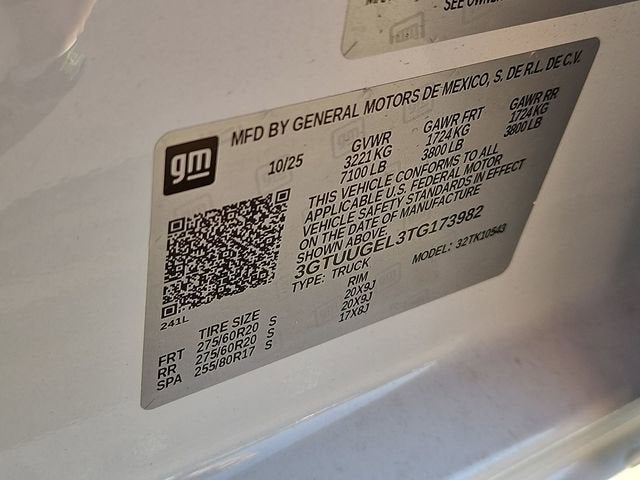 SEE OWNER
gm
MFD BY GENERAL MOTORS DE MEXICO, S. DE R.L. DE C.V.
10/25 GVWR GAWR FRT GAWR RR
3221 KG 1724 KG 1724 KG
7100 LB 3800 LB 3800 LB
THIS VEHICLE CONFORMS TO ALL
APPLICABLE U.S. FEDERAL MOTOR
VEHICLE SAFETY STANDARDS IN EFFECT
ON THE DATE OF MANUFACTURE
SHOWN ABOVE.
3GTUUGEL3TG173982
TYPE: TRUCK MODEL: 32TK10543
241L
TIRE SIZE RIM
FRT 275/60R20 S 20X9J
RR 275/60R20 S 20X9J
SPA 255/80R17 S 17X8J